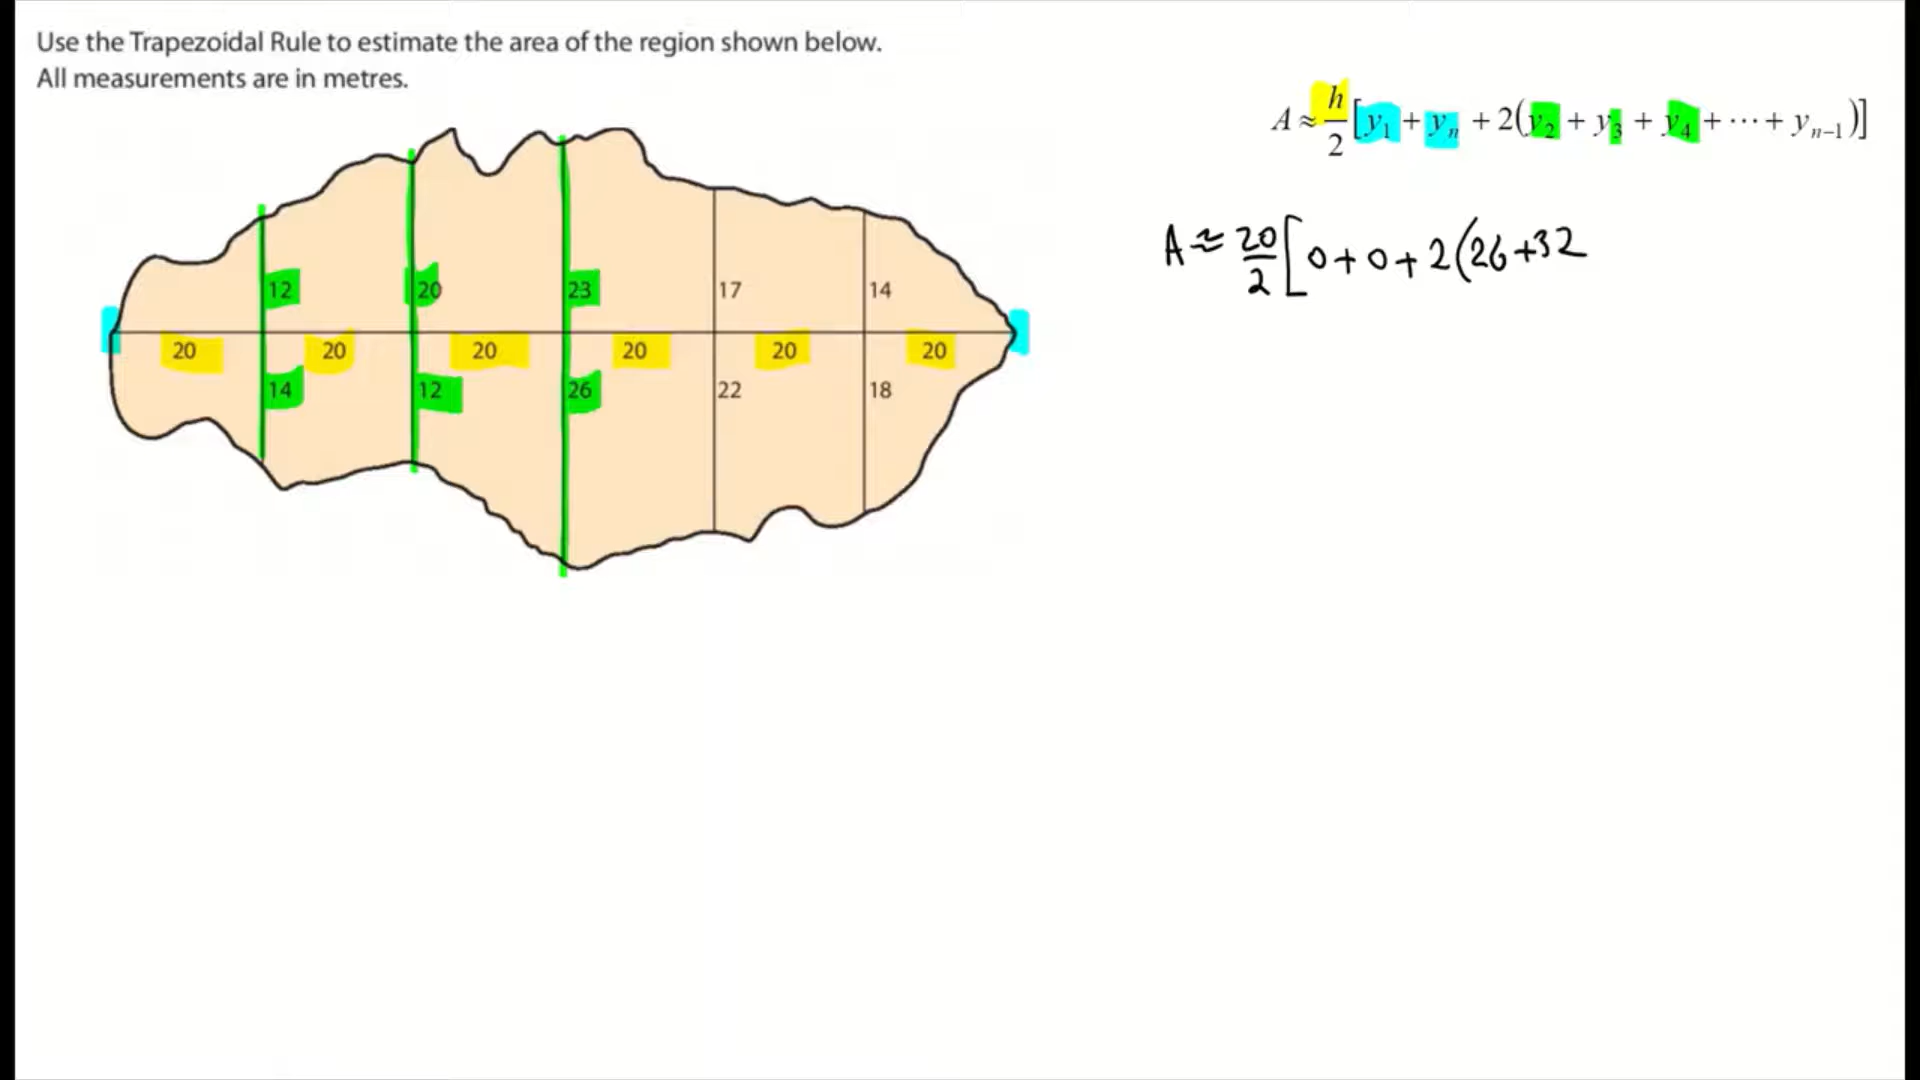 Use the Trapezoidal Rule to estimate the area of the region shown below.
All measurements are in metres.
A ≈ h/2 [y₁ + yₙ + 2(y₂ + y₃ + y₄ + ⋯ + yₙ₋₁)]
A ≈ 20/2 [0 + 0 + 2(26 + 32
12 20 23 17 14
20 20 20 20 20 20
14 12 26 22 18